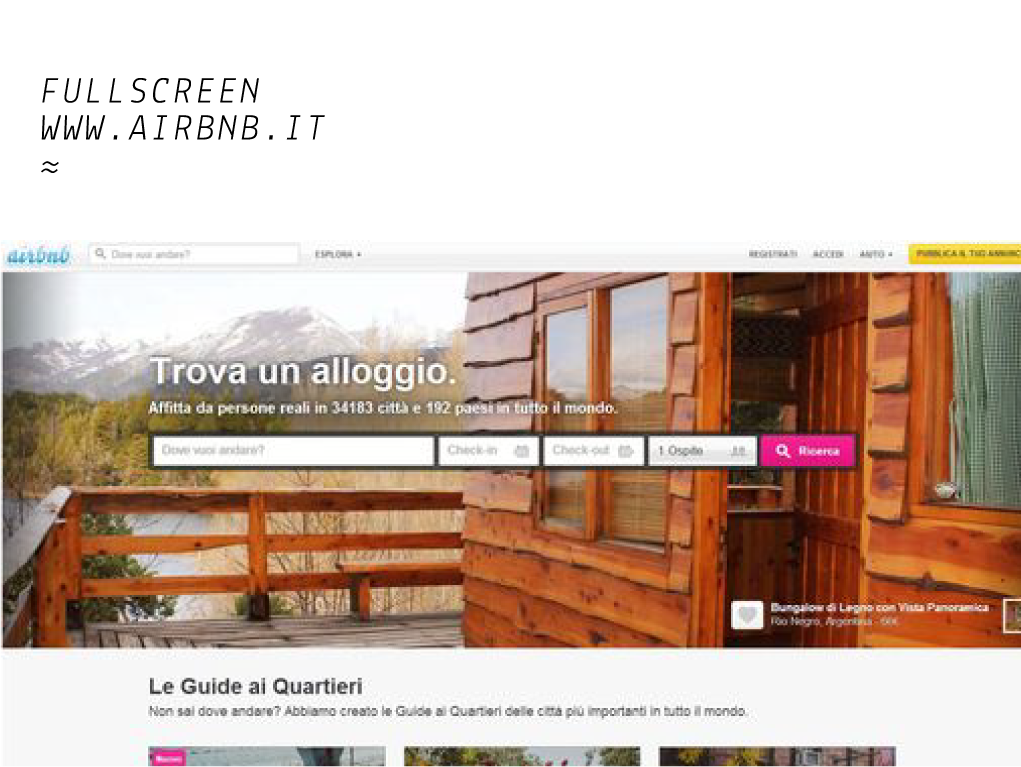 FULLSCREEN
WWW.AIRBNB.IT
≈
airbnb Dove vuoi andare? ESPLORA REGISTRATI ACCEDI AIUTO PUBBLICA IL TUO ANNUNC
Trova un alloggio.
Affitta da persone reali in 34183 città e 192 paesi in tutto il mondo.
Dove vuoi andare? Check-in Check-out 1 Ospite Ricerca
Bungalow di Legno con Vista Panoramica
Rio Negro, Argentina - 66€
Le Guide ai Quartieri
Non sai dove andare? Abbiamo creato le Guide ai Quartieri delle città più importanti in tutto il mondo.
Nuovo